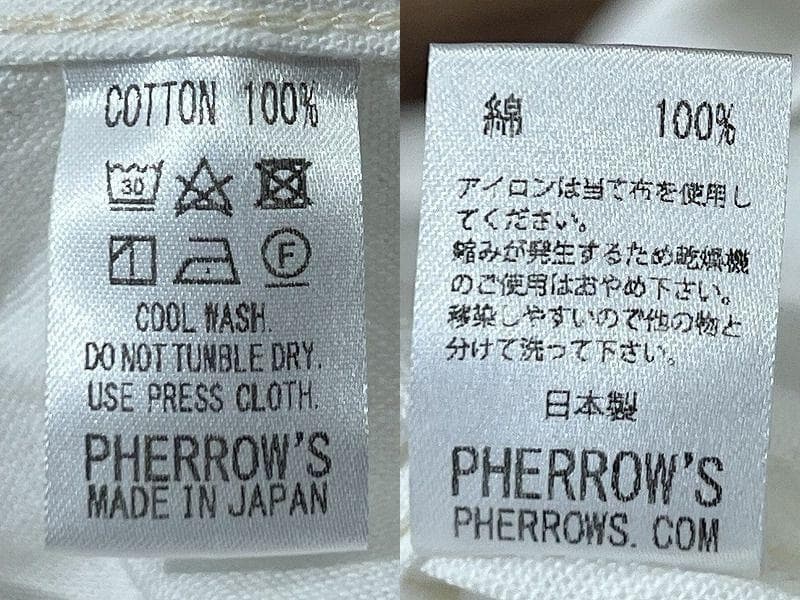 COTTON 100%
30
F
COOL WASH.
DO NOT TUNBLE DRY.
USE PRESS CLOTH.
PHERROW'S
MADE IN JAPAN
綿 100%
アイロンは当て布を使用し
てください。
縮みが発生するため乾燥機
のご使用はおやめ下さい。
移染しやすいので他の物と
分けて洗って下さい。
日本製
PHERROW'S
PHERROWS. COM